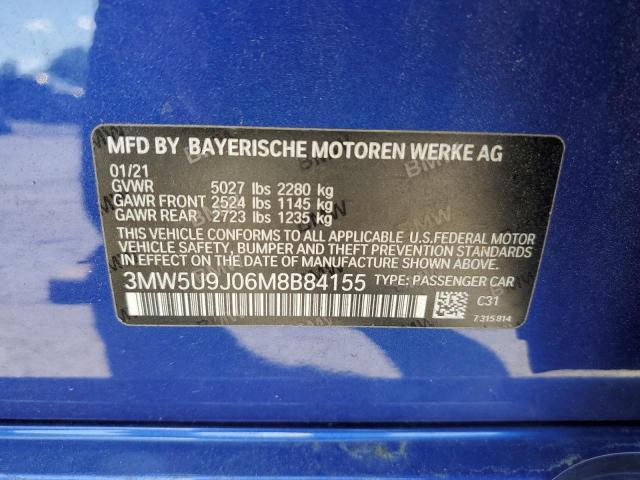 MFD BY BAYERISCHE MOTOREN WERKE AG
01/21
GVWR 5027 lbs 2280 kg
GAWR FRONT 2524 lbs 1145 kg
GAWR REAR 2723 lbs 1235 kg
THIS VEHICLE CONFORMS TO ALL APPLICABLE U.S.FEDERAL MOTOR
VEHICLE SAFETY, BUMPER AND THEFT PREVENTION STANDARDS
IN EFFECT ON THE DATE OF MANUFACTURE SHOWN ABOVE.
3MW5U9J06M8B84155 TYPE: PASSENGER CAR
C31
7315814